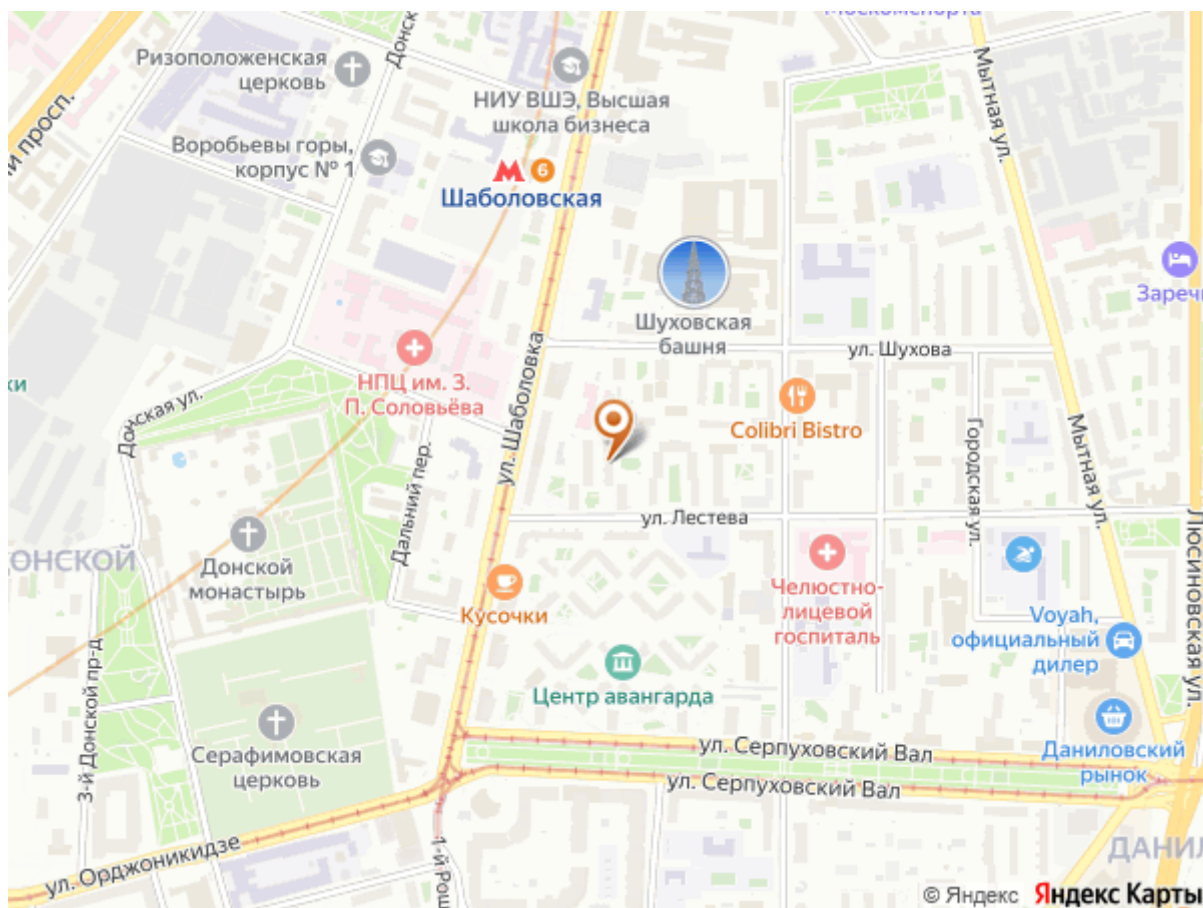 Москомспорта
Ризоположенская
церковь
Донск
й просп.
НИУ ВШЭ, Высшая
школа бизнеса
Мытная ул.
Воробьевы горы,
корпус № 1
М 6
Шаболовская
Заречь
Шуховская
башня
ул. Шухова
ки
НПЦ им. З.
П. Соловьёва
Донская ул.
ул. Шаболовка
Colibri Bistro
Городская ул.
Мытная ул.
Дальний пер.
ул. Лестева
Люсиновская ул.
ОНСКОЙ
Донской
монастырь
Челюстно-
лицевой
госпиталь
Кусочки
Voyah,
официальный
дилер
3-й Донской пр-д
Центр авангарда
Серафимовская
церковь
ул. Серпуховский Вал
Даниловский
рынок
ул. Серпуховский Вал
1-й Рощ
ул. Орджоникидзе
ДАНИЛ
© Яндекс Яндекс Карты